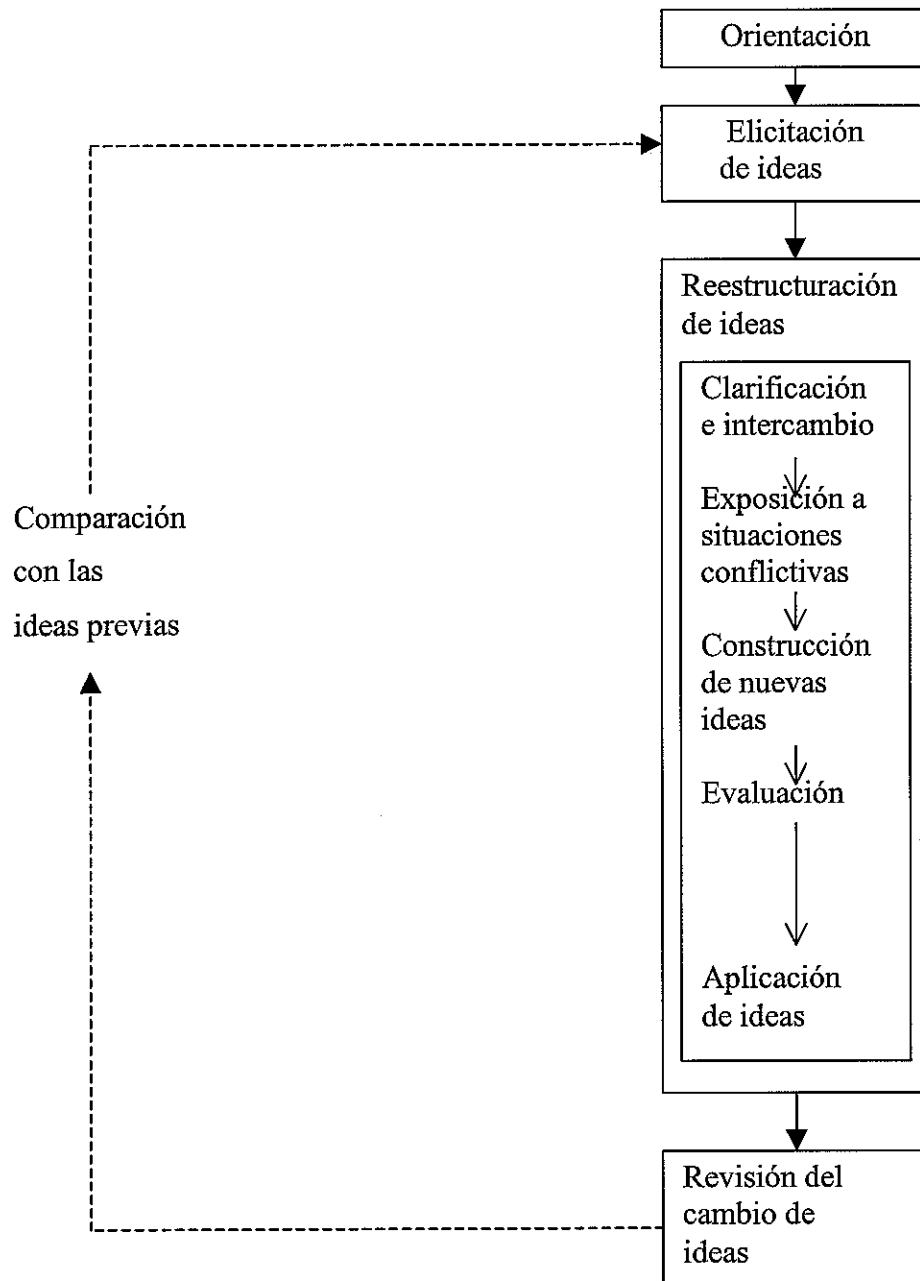 Orientación
Elicitación
de ideas
Reestructuración
de ideas
Clarificación
e intercambio
Exposición a
situaciones
conflictivas
Construcción
de nuevas
ideas
Evaluación
Aplicación
de ideas
Revisión del
cambio de
ideas
Comparación
con las
ideas previas